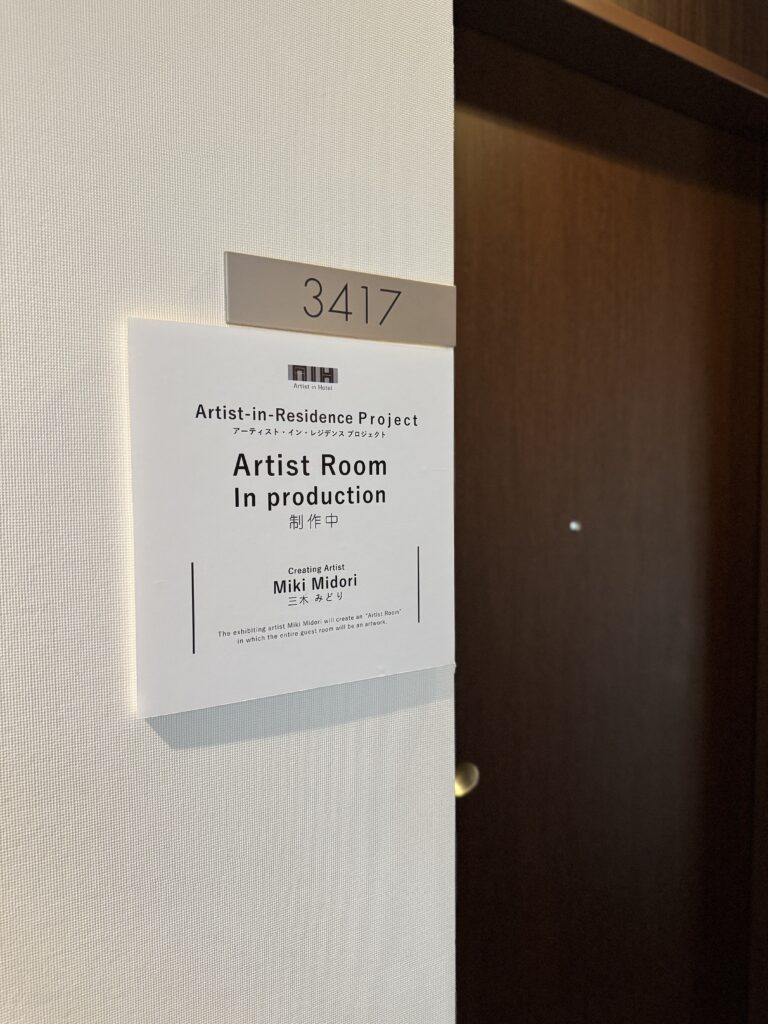 3417
AIH
Artist in Hotel
Artist-in-Residence Project
アーティスト・イン・レジデンス プロジェクト
Artist Room
In production
制作中
Creating Artist
Miki Midori
三木 みどり
The exhibiting artist Miki Midori will create an "Artist Room"
in which the entire guest room will be an artwork.